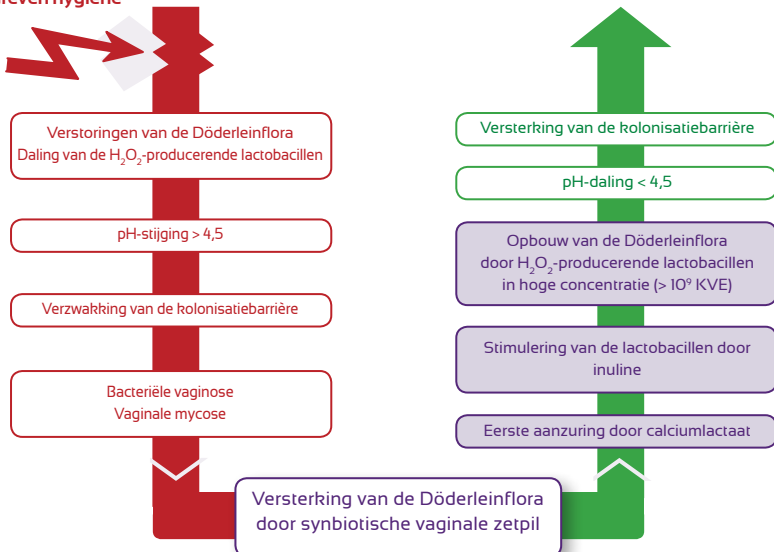 hygiëne
Verstoringen van de Döderleinflora
Daling van de H₂O₂-producerende lactobacillen
pH-stijging > 4,5
Verzwakking van de kolonisatiebarrière
Bacteriële vaginose
Vaginale mycose
Versterking van de Döderleinflora
door synbiotische vaginale zetpil
Versterking van de kolonisatiebarrière
pH-daling < 4,5
Opbouw van de Döderleinflora
door H₂O₂-producerende lactobacillen
in hoge concentratie (> 10⁹ KVE)
Stimulering van de lactobacillen door
inuline
Eerste aanzuring door calciumlactaat